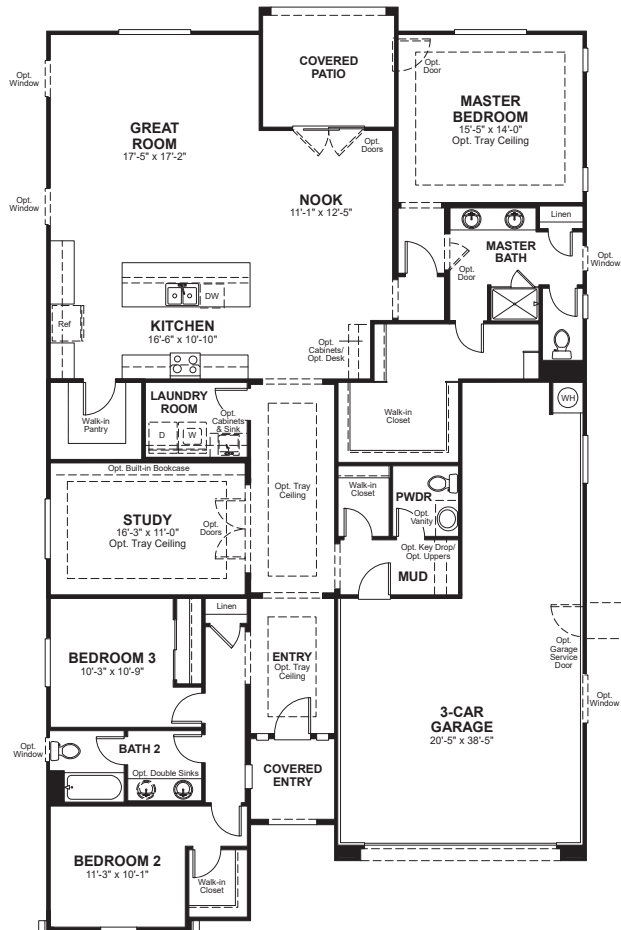 COVERED
PATIO
Opt.
Door
MASTER
BEDROOM
15'-5" x 14'-0"
Opt. Tray Ceiling
Opt.
Window
GREAT
ROOM
17'-5" x 17'-2"
Opt.
Doors
Opt.
Window
NOOK
11'-1" x 12'-5"
Linen
MASTER
BATH
Opt.
Door
Opt.
Window
DW
Ref
KITCHEN
16'-6" x 10'-10"
Opt.
Cabinets/
Opt. Desk
Walk-in
Pantry
LAUNDRY
ROOM
Opt.
Cabinets
& Sink
D
W
Walk-in
Closet
WH
Opt. Built-in Bookcase
STUDY
16'-3" x 11'-0"
Opt. Tray Ceiling
Opt.
Doors
Opt. Tray
Ceiling
Walk-in
Closet
PWDR
Opt.
Vanity
Opt. Key Drop/
Opt. Uppers
MUD
Linen
BEDROOM 3
10'-3" x 10'-9"
ENTRY
Opt. Tray
Ceiling
Opt.
Garage
Service
Door
Opt.
Window
3-CAR
GARAGE
20'-5" x 38'-5"
Opt.
Window
BATH 2
Opt. Double Sinks
COVERED
ENTRY
BEDROOM 2
11'-3" x 10'-1"
Walk-in
Closet